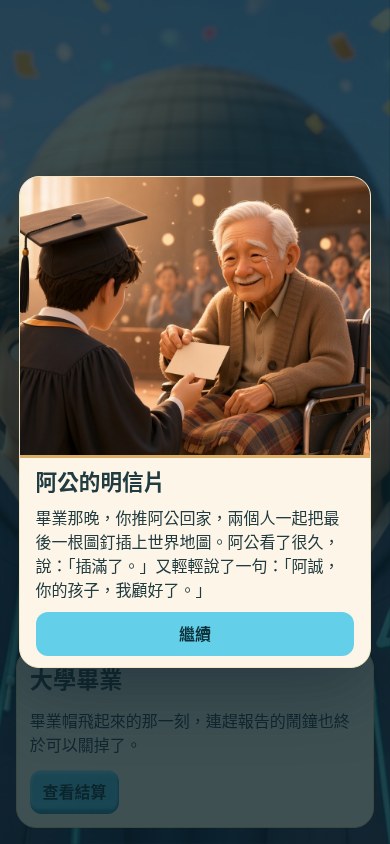 阿公的明信片
畢業那晚，你推阿公回家，兩個人一起把最
後一根圖釘插上世界地圖。阿公看了很久，
說：「插滿了。」又輕輕說了一句：「阿誠，
你的孩子，我顧好了。」
繼續
大學畢業
畢業帽飛起來的那一刻，連趕報告的鬧鐘也終
於可以關掉了。
查看結算